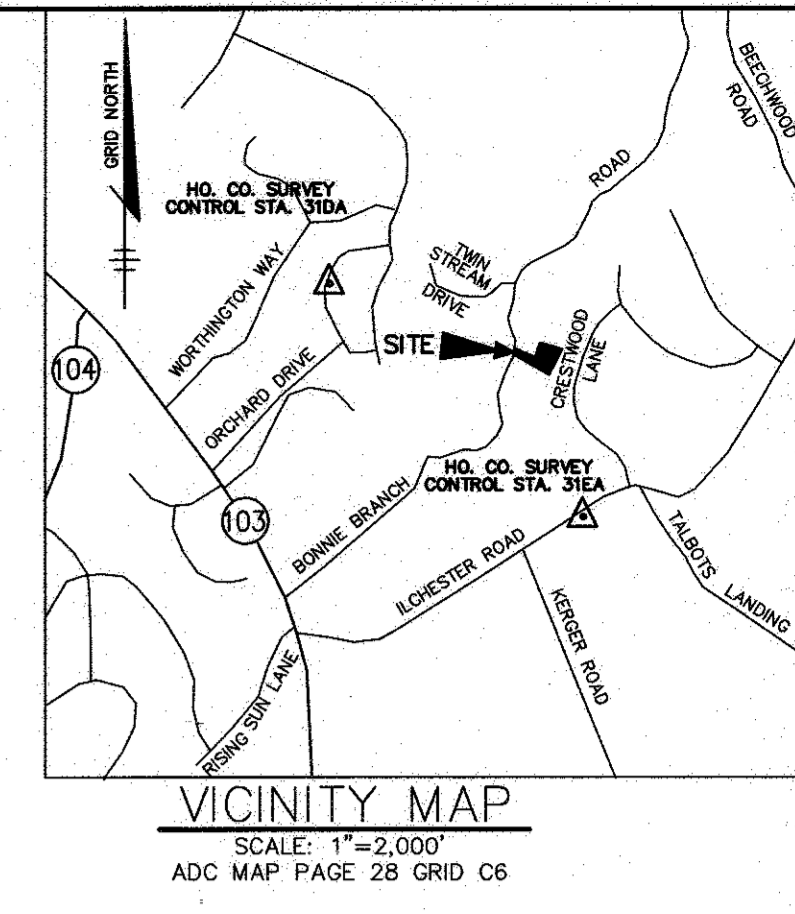 GRID NORTH
BEECHWOOD
ROAD
HO. CO. SURVEY
CONTROL STA. 31DA
ROAD
WORTHINGTON WAY
TWIN
STREAM
DRIVE
SITE
CRESTWOOD
LANE
104
ORCHARD DRIVE
HO. CO. SURVEY
CONTROL STA. 31EA
103
BONNIE BRANCH
ILCHESTER ROAD
TALBOTS
LANDING
KERGER ROAD
RISING SUN LANE
VICINITY MAP
SCALE: 1"=2,000'
ADC MAP PAGE 28 GRID C6